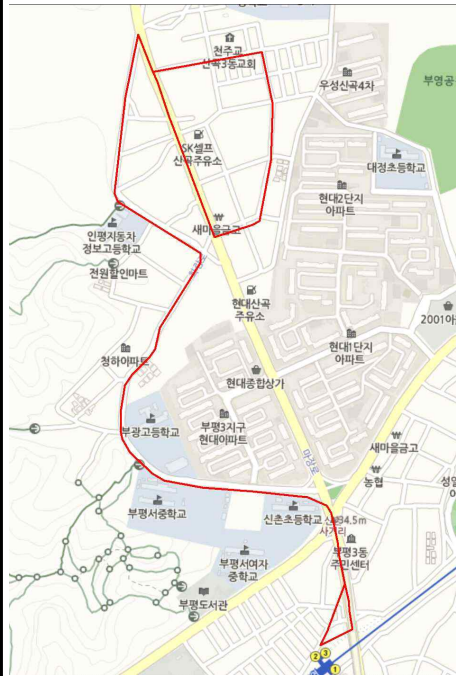 천주교
산곡3동교회
우성산곡4차
부영공
SK셀프
산곡주유소
대정초등학교
현대2단지
아파트
새마을금고
인평자동차
정보고등학교
전원할인마트
현대산곡
주유소
2001아
현대1단지
아파트
청하아파트
현대종합상가
부광고등학교
부평3지구
현대아파트
새마을금고
마장로
농협
성일
부평서중학교
신촌초등학교
94.5m
사거리
부평3동
주민센터
부평서여자
중학교
부평도서관
2
3
1